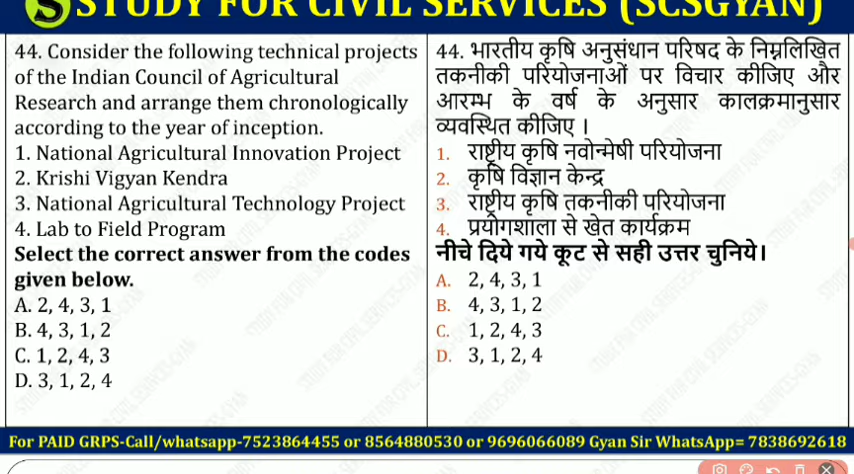 STUDY FOR CIVIL SERVICES (SCSGYAN)
44. Consider the following technical projects
of the Indian Council of Agricultural
Research and arrange them chronologically
according to the year of inception.
1. National Agricultural Innovation Project
2. Krishi Vigyan Kendra
3. National Agricultural Technology Project
4. Lab to Field Program
Select the correct answer from the codes
given below.
A. 2, 4, 3, 1
B. 4, 3, 1, 2
C. 1, 2, 4, 3
D. 3, 1, 2, 4
44. भारतीय कृषि अनुसंधान परिषद के निम्नलिखित
तकनीकी परियोजनाओं पर विचार कीजिए और
आरम्भ के वर्ष के अनुसार कालक्रमानुसार
व्यवस्थित कीजिए ।
1. राष्ट्रीय कृषि नवोन्मेषी परियोजना
2. कृषि विज्ञान केन्द्र
3. राष्ट्रीय कृषि तकनीकी परियोजना
4. प्रयोगशाला से खेत कार्यक्रम
नीचे दिये गये कूट से सही उत्तर चुनिये।
A. 2, 4, 3, 1
B. 4, 3, 1, 2
C. 1, 2, 4, 3
D. 3, 1, 2, 4
For PAID GRPS-Call/whatsapp-7523864455 or 8564880530 or 9696066089 Gyan Sir WhatsApp= 7838692618